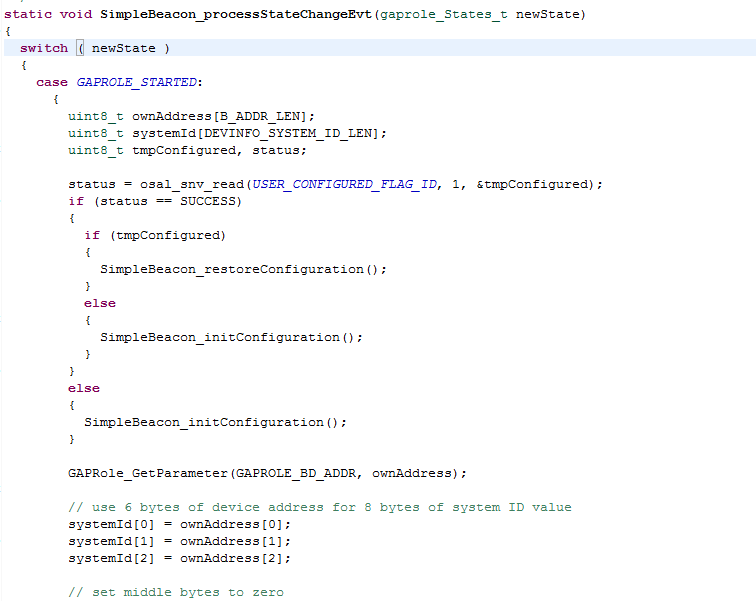 static void SimpleBeacon_processStateChangeEvt(gaprole_States_t newState)
{
  switch ( newState )
  {
    case GAPROLE_STARTED:
      {
        uint8_t ownAddress[B_ADDR_LEN];
        uint8_t systemId[DEVINFO_SYSTEM_ID_LEN];
        uint8_t tmpConfigured, status;

        status = osal_snv_read(USER_CONFIGURED_FLAG_ID, 1, &tmpConfigured);
        if (status == SUCCESS)
        {
          if (tmpConfigured)
          {
            SimpleBeacon_restoreConfiguration();
          }
          else
          {
            SimpleBeacon_initConfiguration();
          }
        }
        else
        {
          SimpleBeacon_initConfiguration();
        }

        GAPRole_GetParameter(GAPROLE_BD_ADDR, ownAddress);

        // use 6 bytes of device address for 8 bytes of system ID value
        systemId[0] = ownAddress[0];
        systemId[1] = ownAddress[1];
        systemId[2] = ownAddress[2];

        // set middle bytes to zero